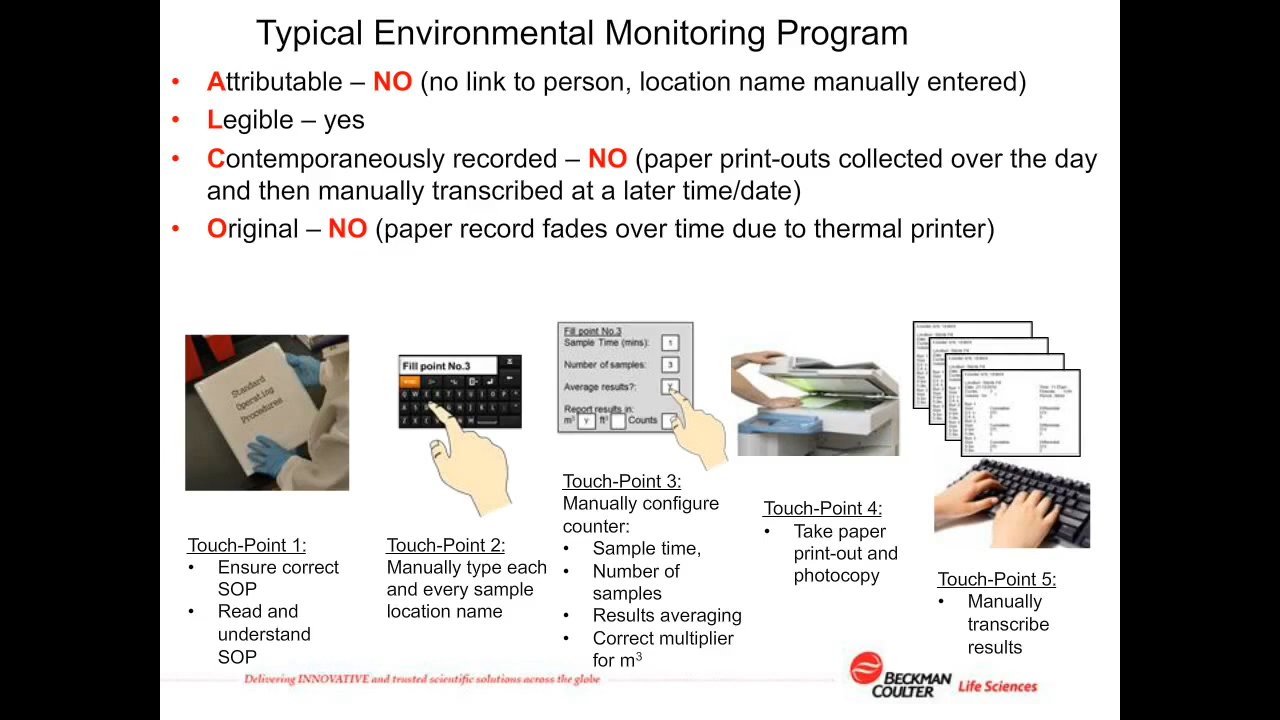 Typical Environmental Monitoring Program
• Attributable – NO (no link to person, location name manually entered)
• Legible – yes
• Contemporaneously recorded – NO (paper print-outs collected over the day
and then manually transcribed at a later time/date)
• Original – NO (paper record fades over time due to thermal printer)
Standard
Operating
Procedures
Fill point No.3
Fill point No.3
Sample Time (mins): 1
Number of samples: 3
Average results?: Y
Report results in:
m³ Y ft³ Counts
Touch-Point 1:
• Ensure correct
SOP
• Read and
understand
SOP
Touch-Point 2:
Manually type each
and every sample
location name
Touch-Point 3:
Manually configure
counter:
• Sample time,
• Number of
samples
• Results averaging
• Correct multiplier
for m³
Touch-Point 4:
• Take paper
print-out and
photocopy
Touch-Point 5:
• Manually
transcribe
results
Delivering INNOVATIVE and trusted scientific solutions across the globe
BECKMAN
COULTER Life Sciences